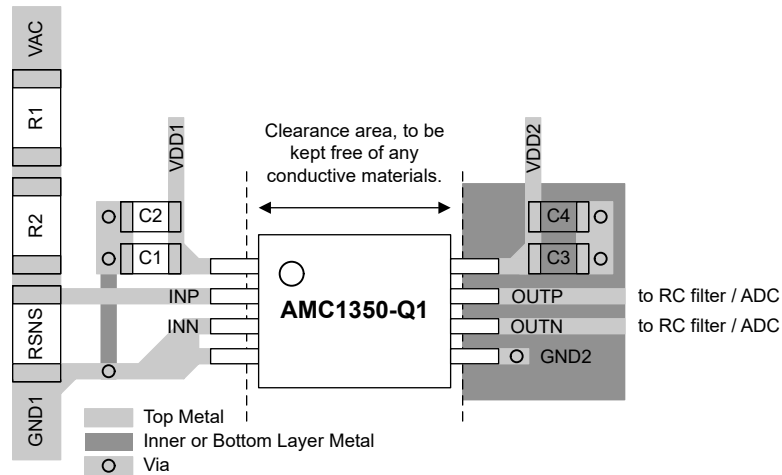 VAC
R1
R2
RSNS
GND1
VDD1
C2
C1
INP
INN
Clearance area, to be
kept free of any
conductive materials.
AMC1350-Q1
VDD2
C4
C3
OUTP
OUTN
GND2
to RC filter / ADC
to RC filter / ADC
Top Metal
Inner or Bottom Layer Metal
Via